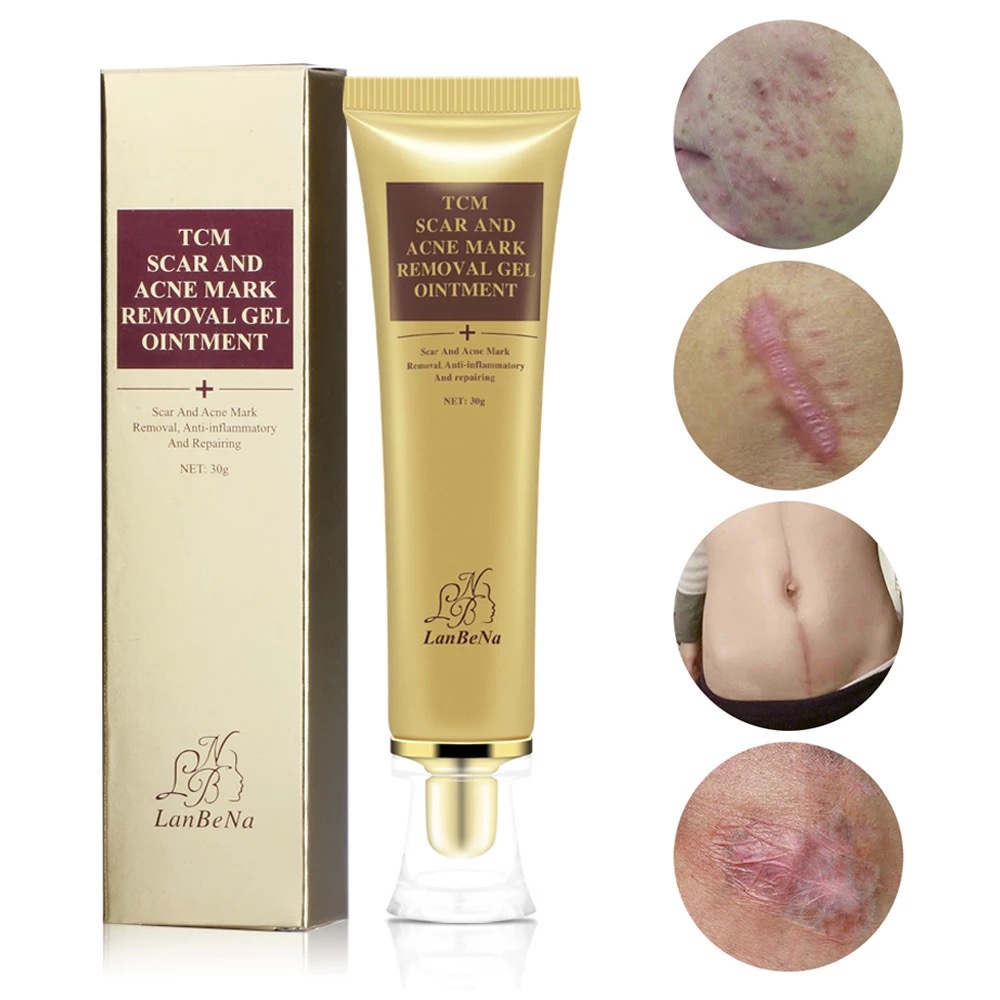 TCM
SCAR AND
ACNE MARK
REMOVAL GEL
OINTMENT
Scar And Acne Mark
Removal, Anti-inflammatory
And Repairing
NET: 30g
NB
L
LanBeNa
TCM
SCAR AND
ACNE MARK
REMOVAL GEL
OINTMENT
Scar And Acne Mark
Removal, Anti-inflammatory
And repairing
NET: 30g
NB
L
LanBeNa